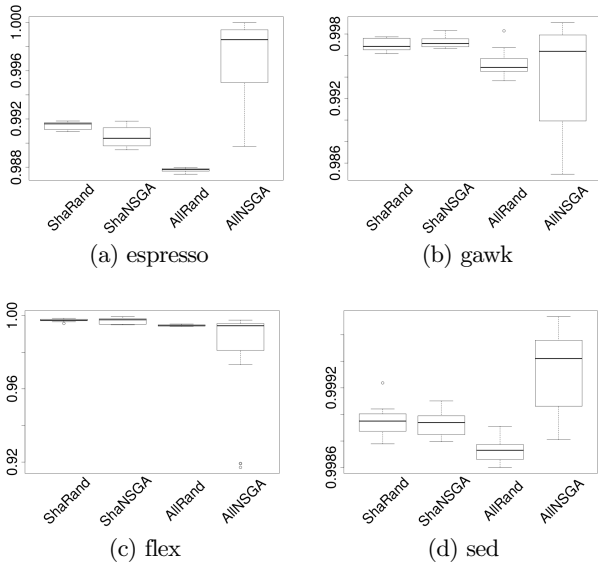 1.000
0.996
0.992
0.988
ShaRand
ShaNSGA
AllRand
AllNSGA
(a) espresso
0.998
0.992
0.986
ShaRand
ShaNSGA
AllRand
AllNSGA
(b) gawk
1.00
0.96
0.92
ShaRand
ShaNSGA
AllRand
AllNSGA
(c) flex
0.9992
0.9986
ShaRand
ShaNSGA
AllRand
AllNSGA
(d) sed